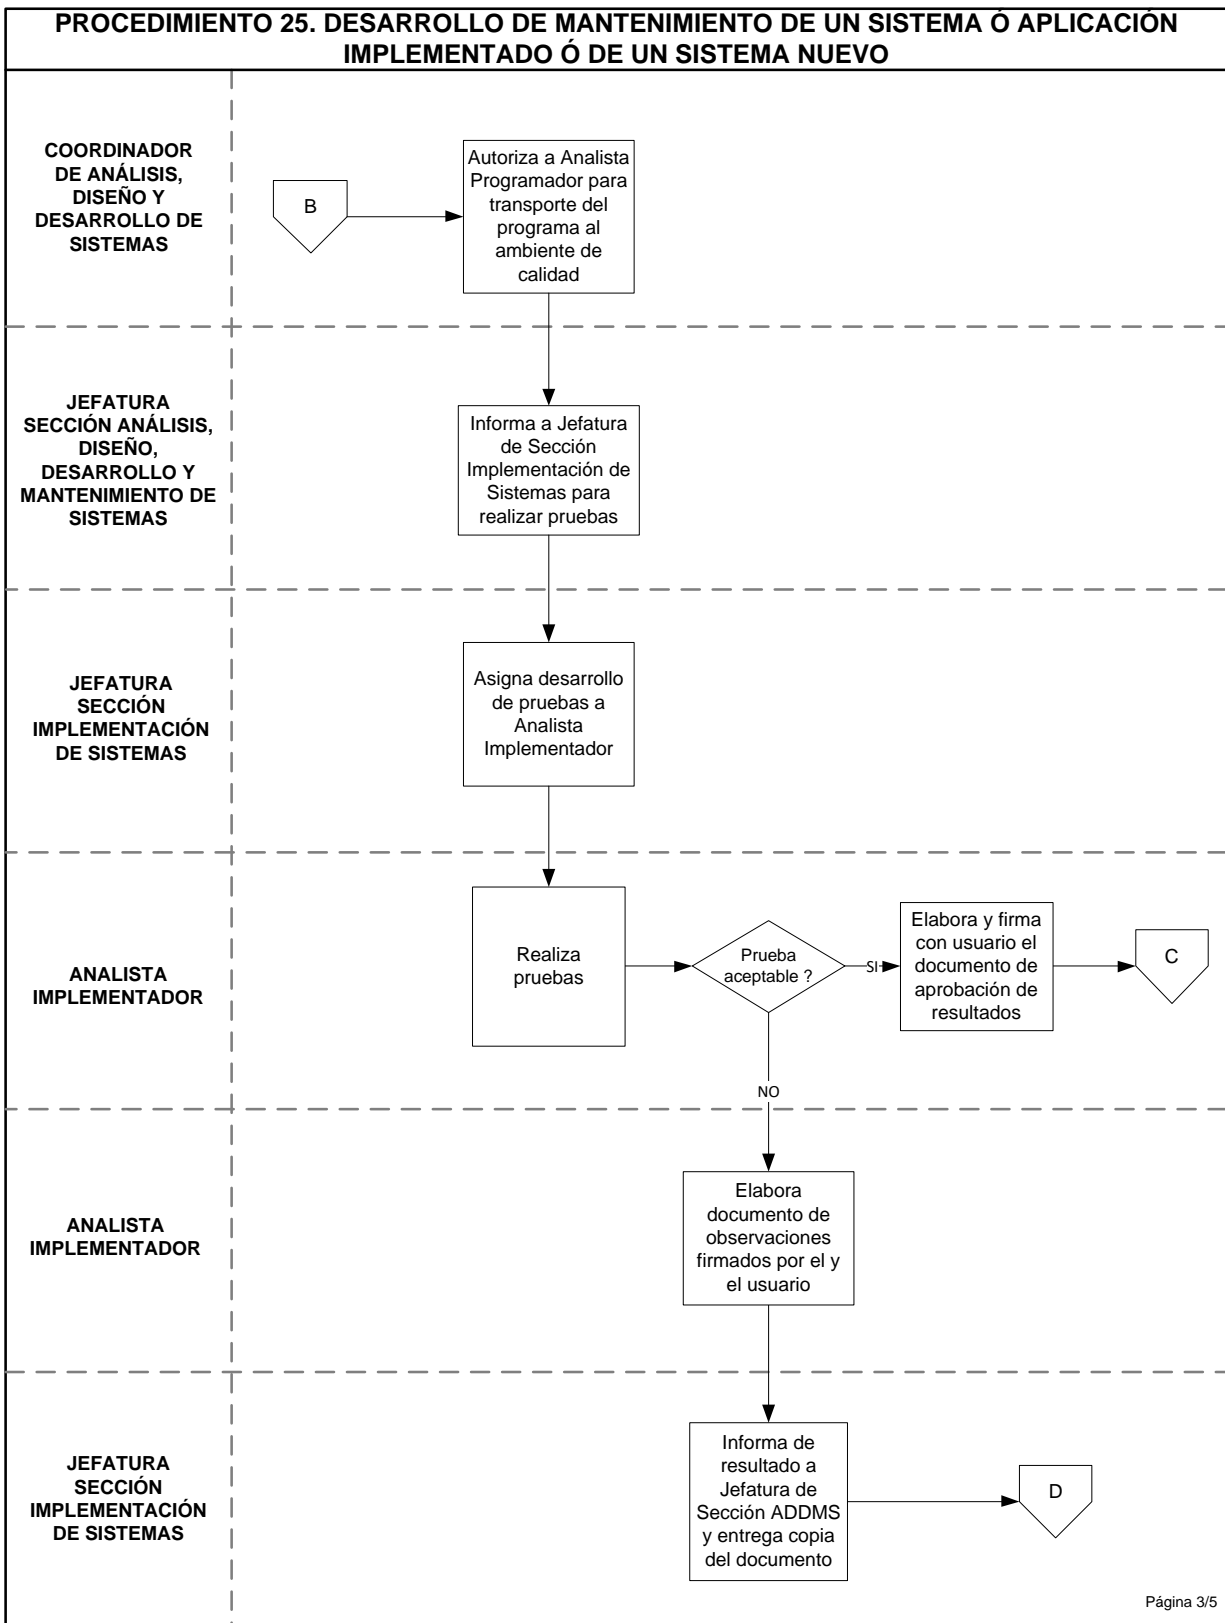 PROCEDIMIENTO 25. DESARROLLO DE MANTENIMIENTO DE UN SISTEMA Ó APLICACIÓN
IMPLEMENTADO Ó DE UN SISTEMA NUEVO
COORDINADOR
DE ANÁLISIS,
DISEÑO Y
DESARROLLO DE
SISTEMAS
B
Autoriza a Analista
Programador para
transporte del
programa al
ambiente de
calidad
JEFATURA
SECCIÓN ANÁLISIS,
DISEÑO,
DESARROLLO Y
MANTENIMIENTO DE
SISTEMAS
Informa a Jefatura
de Sección
Implementación de
Sistemas para
realizar pruebas
JEFATURA
SECCIÓN
IMPLEMENTACIÓN
DE SISTEMAS
Asigna desarrollo
de pruebas a
Analista
Implementador
ANALISTA
IMPLEMENTADOR
Realiza
pruebas
Prueba
aceptable ?
SI
Elabora y firma
con usuario el
documento de
aprobación de
resultados
C
NO
ANALISTA
IMPLEMENTADOR
Elabora
documento de
observaciones
firmados por el y
el usuario
JEFATURA
SECCIÓN
IMPLEMENTACIÓN
DE SISTEMAS
Informa de
resultado a
Jefatura de
Sección ADDMS
y entrega copia
del documento
D
Página 3/5